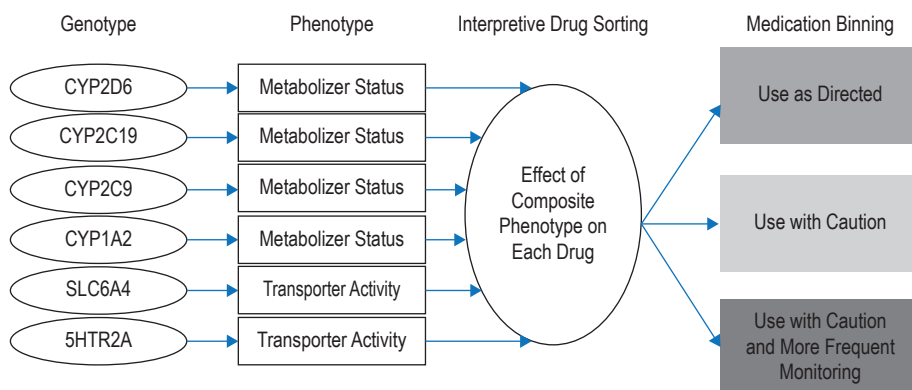 Genotype
Phenotype
Interpretive Drug Sorting
Medication Binning
CYP2D6
Metabolizer Status
CYP2C19
Metabolizer Status
CYP2C9
Metabolizer Status
CYP1A2
Metabolizer Status
SLC6A4
Transporter Activity
5HTR2A
Transporter Activity
Effect of
Composite
Phenotype on
Each Drug
Use as Directed
Use with Caution
Use with Caution
and More Frequent
Monitoring